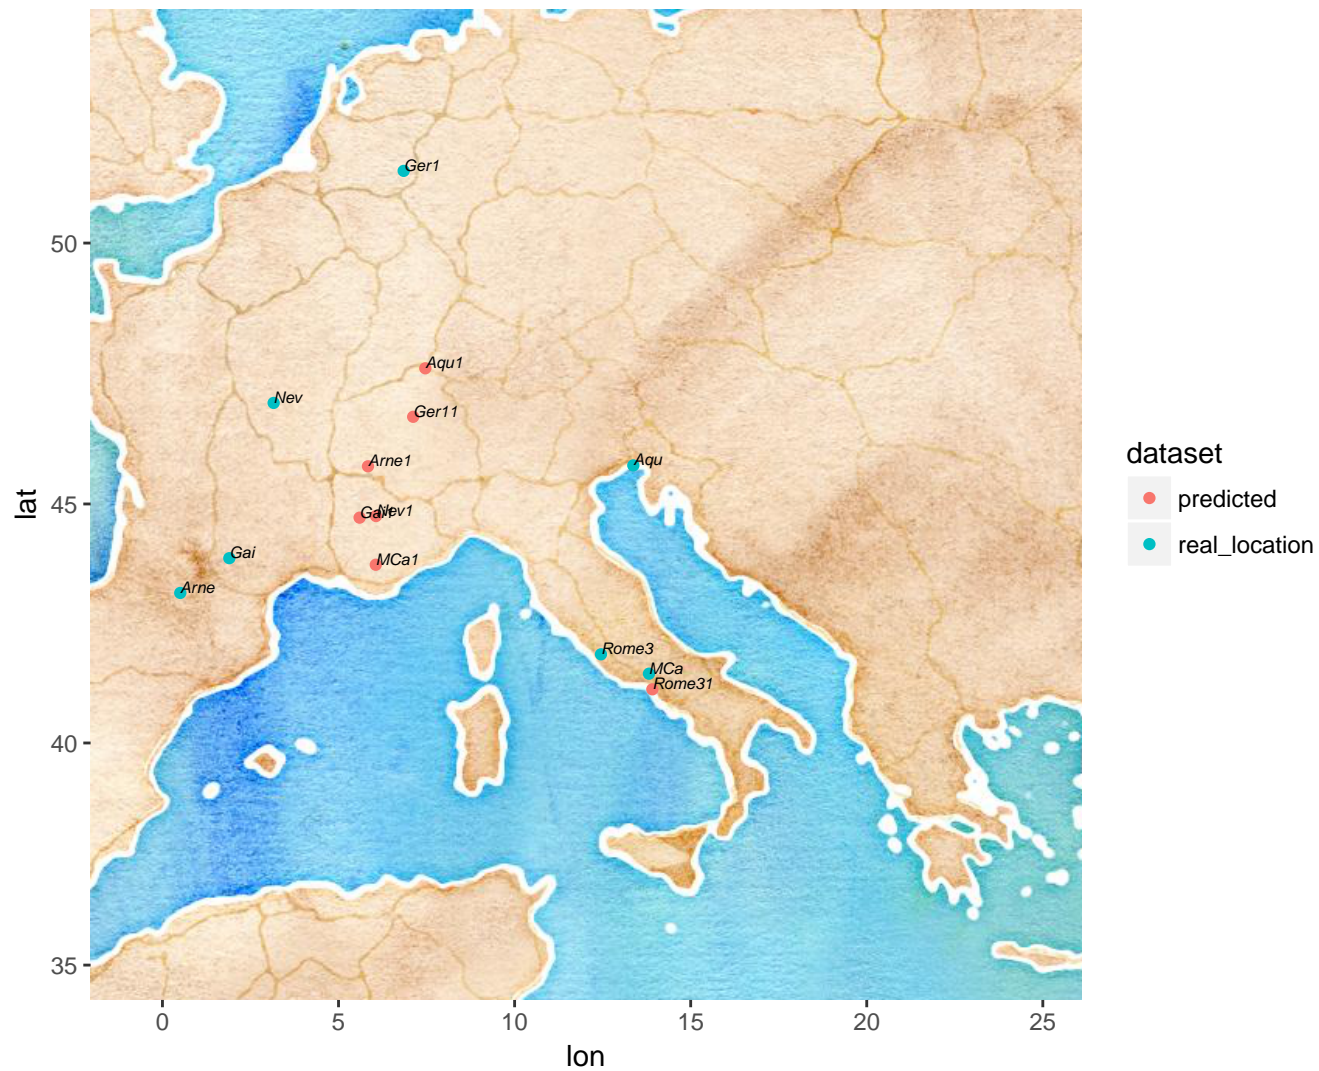 Ger1
50
Aqu1
Nev
Ger11
dataset
Arne1
Aqu
predicted
45
lat
Gai1
Nev1
real_location
Gai
MCa1
Arne
Rome3
MCa
Rome31
40
35
0
5
10
15
20
25
lon